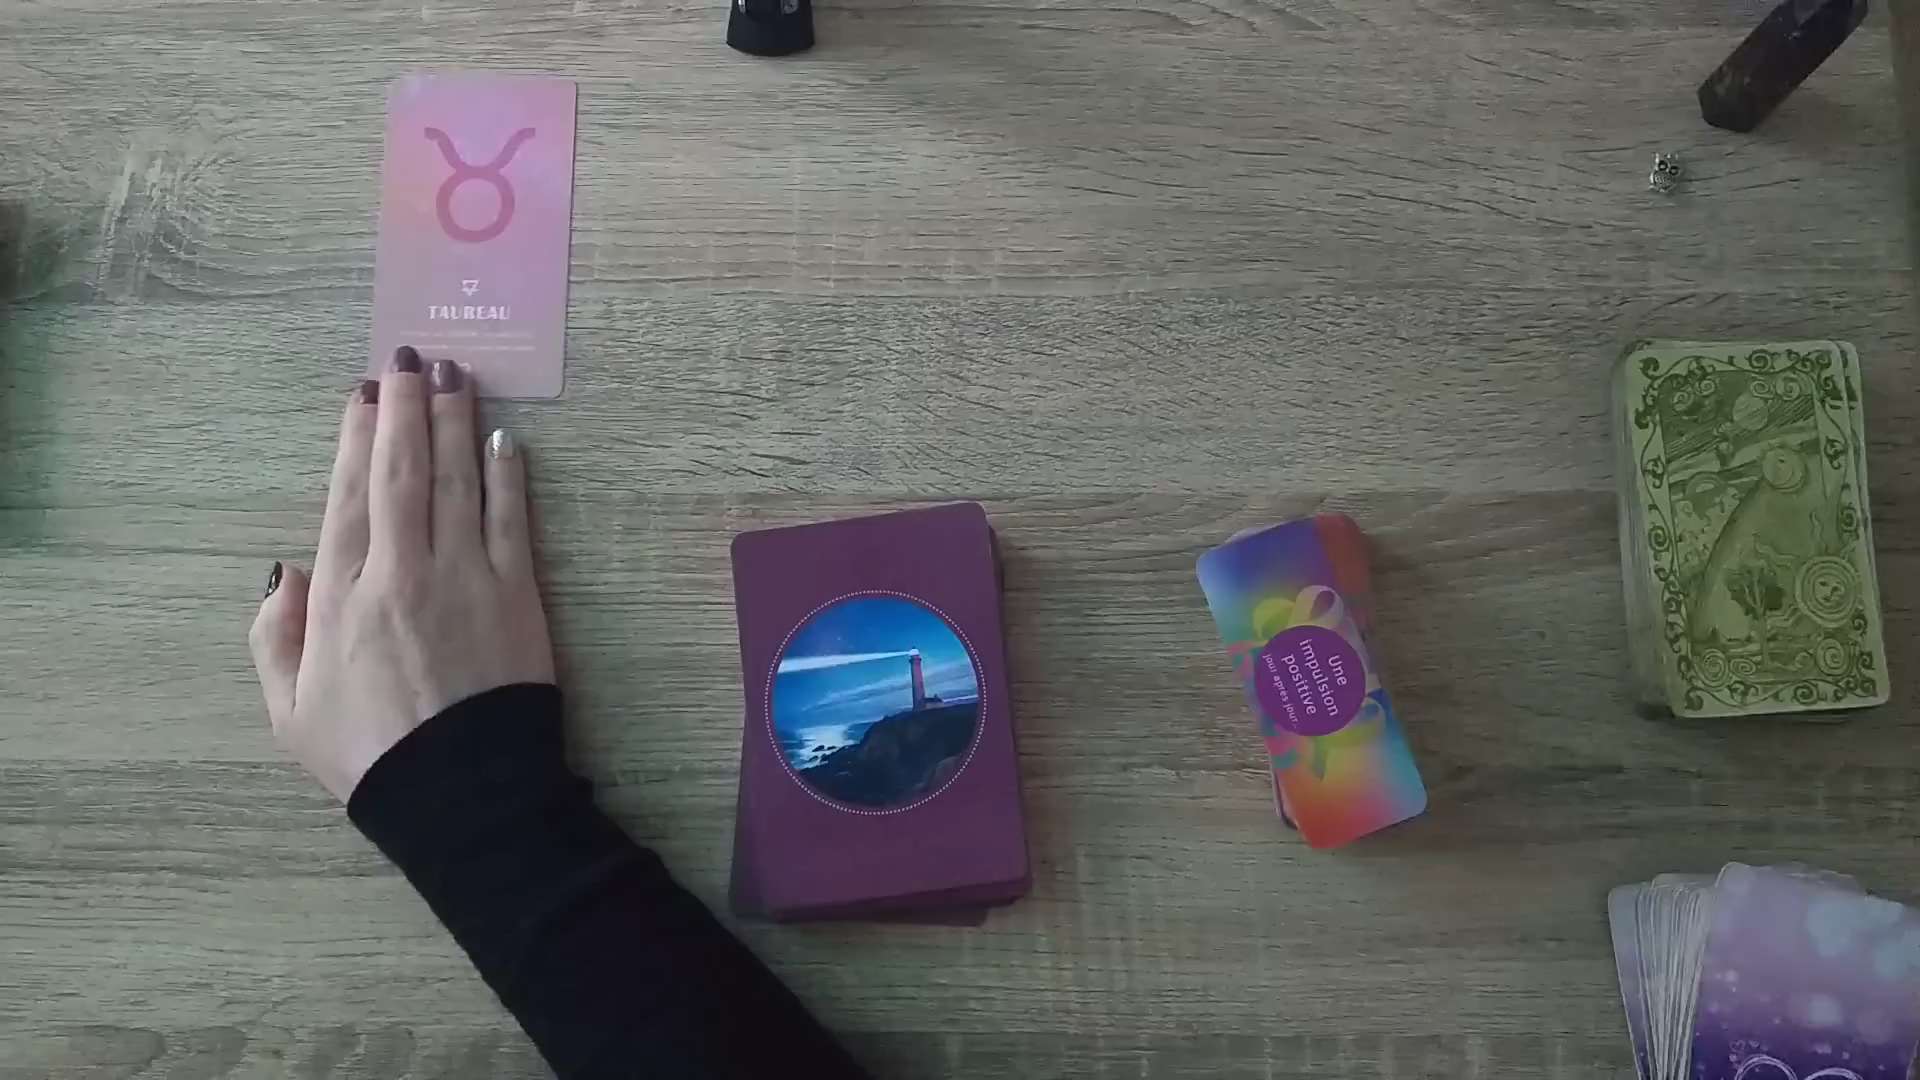 TAUREAU
Une
impulsion
positive
jour après jour...